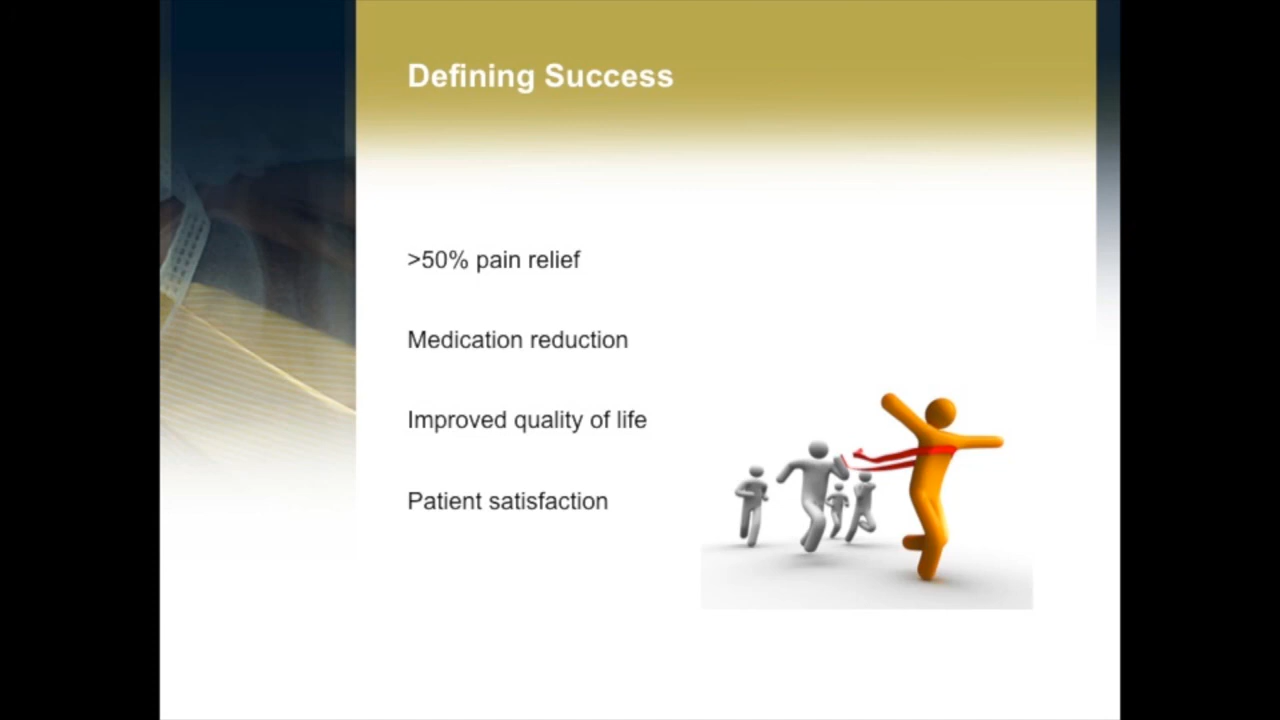 Defining Success
>50% pain relief
Medication reduction
Improved quality of life
Patient satisfaction